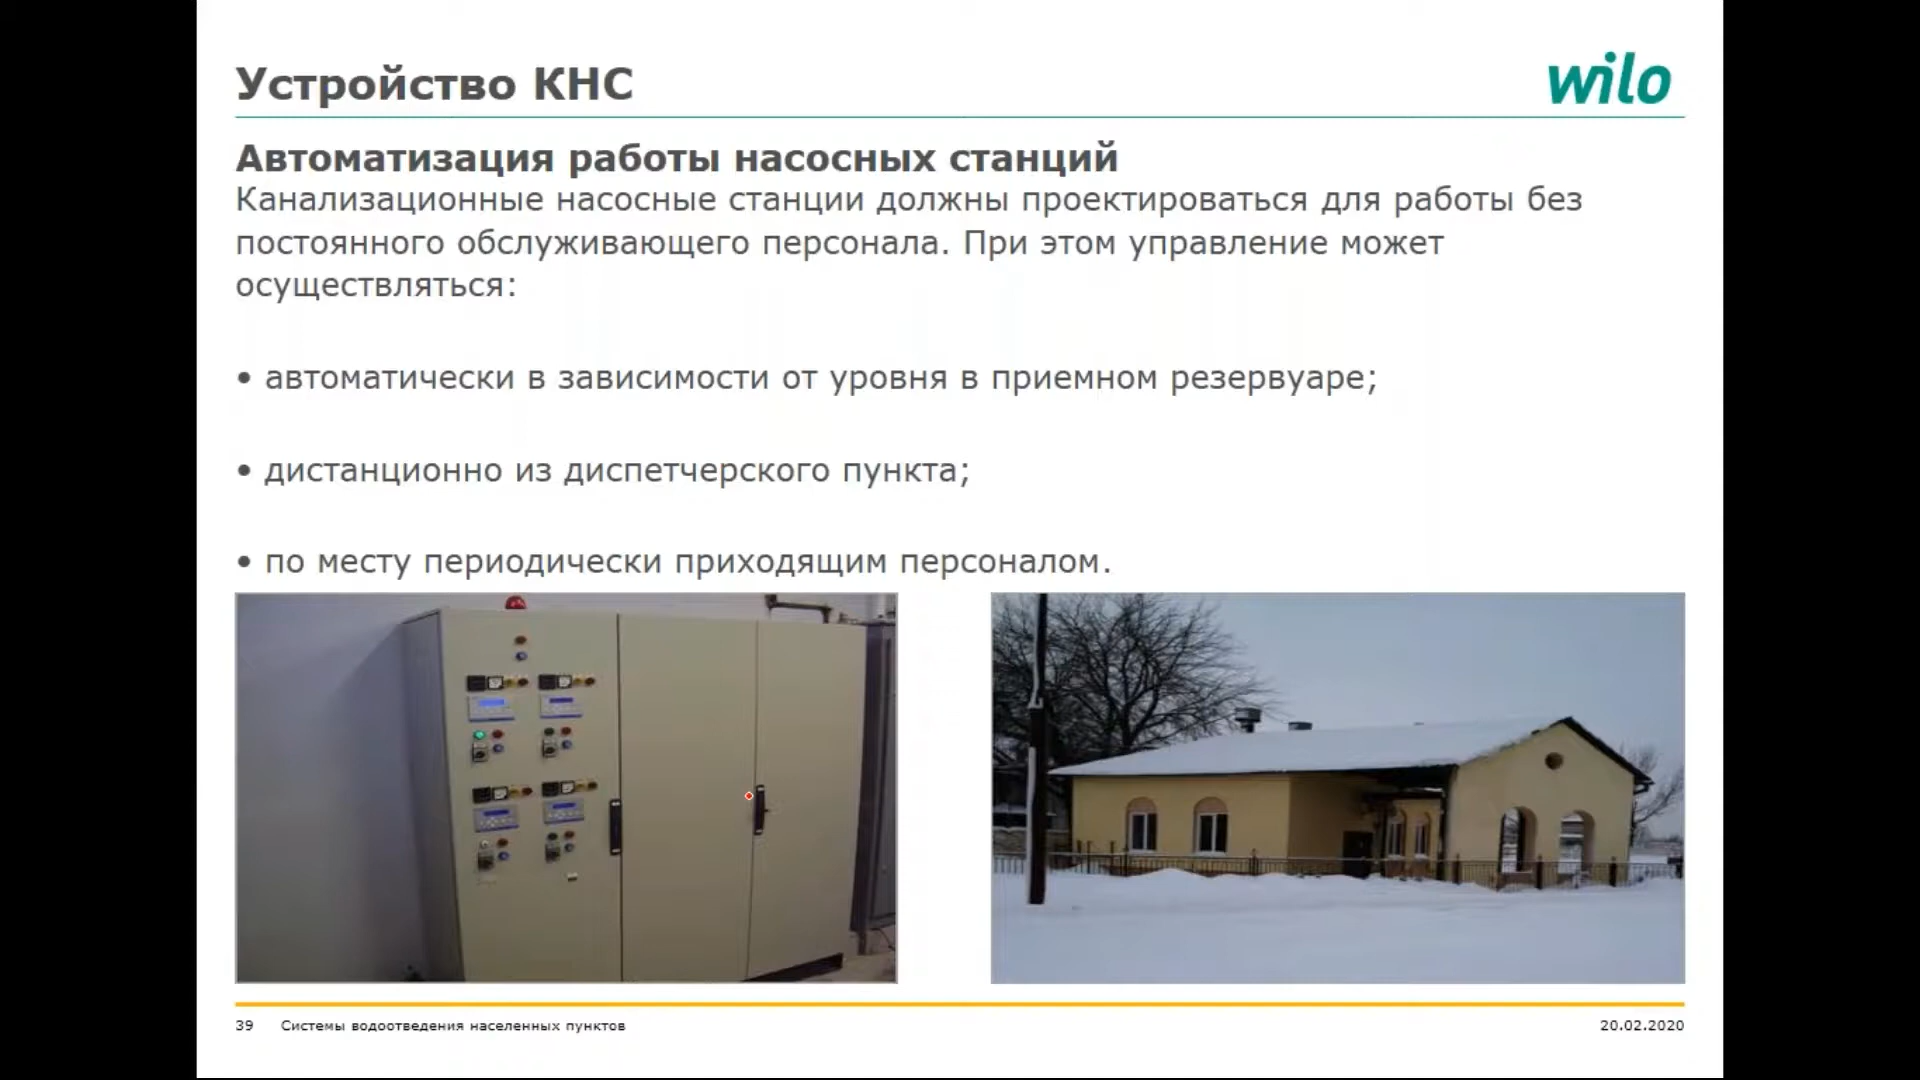 Устройство КНС
wilo
Автоматизация работы насосных станций
Канализационные насосные станции должны проектироваться для работы без
постоянного обслуживающего персонала. При этом управление может
осуществляться:
• автоматически в зависимости от уровня в приемном резервуаре;
• дистанционно из диспетчерского пункта;
• по месту периодически приходящим персоналом.
39 Системы водоотведения населенных пунктов
20.02.2020